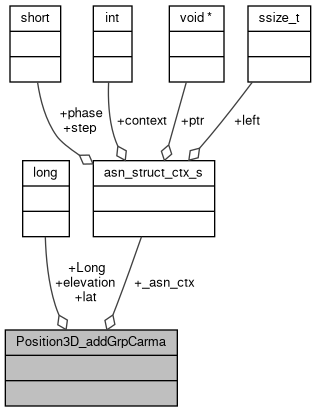 short
int
void *
ssize_t
+phase
+step
+context
+ptr
+left
long
asn_struct_ctx_s
+Long
+elevation
+lat
+_asn_ctx
Position3D_addGrpCarma